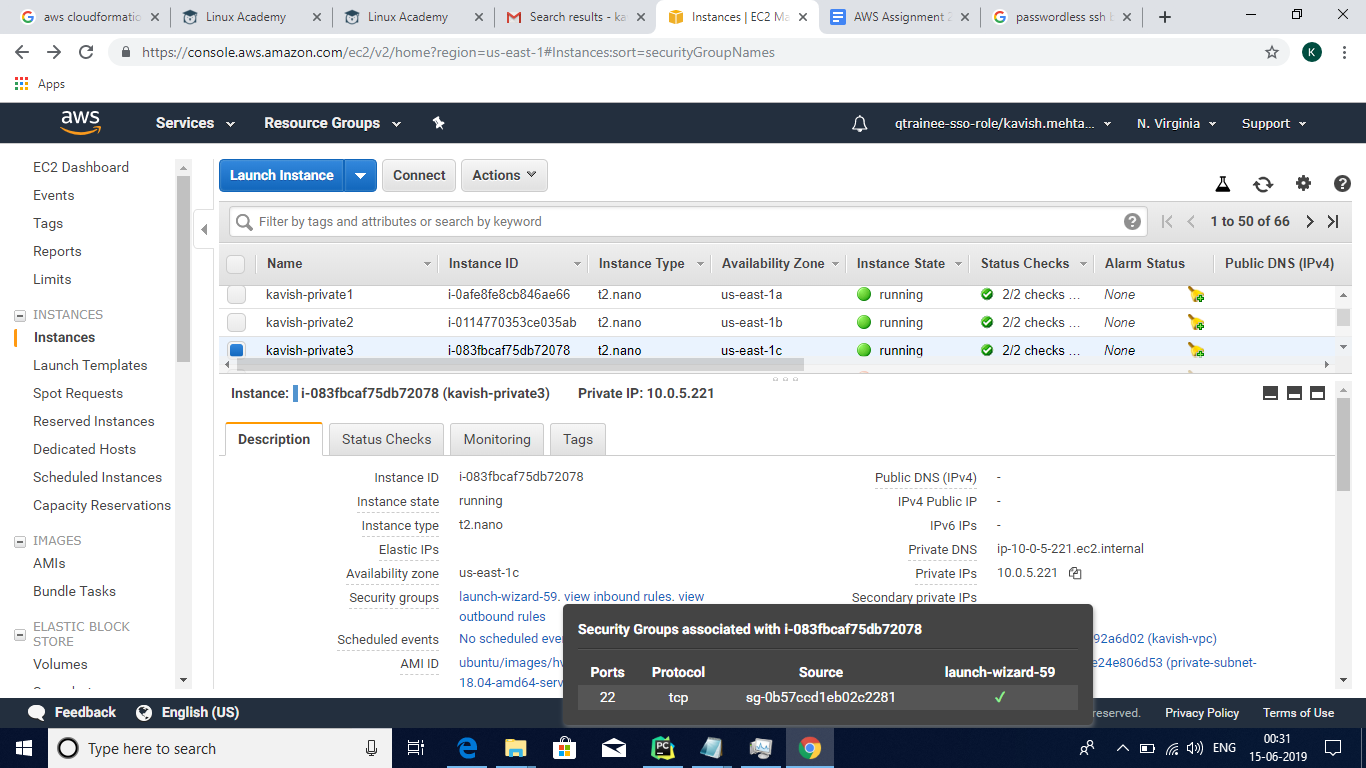 aws cloudformatio
Linux Academy
Linux Academy
Search results - ka
Instances | EC2 Ma
AWS Assignment 2
passwordless ssh b
https://console.aws.amazon.com/ec2/v2/home?region=us-east-1#Instances:sort=securityGroupNames
K
Apps
aws Services Resource Groups qtrainee-sso-role/kavish.mehta... N. Virginia Support
EC2 Dashboard
Events
Tags
Reports
Limits
INSTANCES
Instances
Launch Templates
Spot Requests
Reserved Instances
Dedicated Hosts
Scheduled Instances
Capacity Reservations
IMAGES
AMIs
Bundle Tasks
ELASTIC BLOCK
STORE
Volumes
Launch Instance Connect Actions
Filter by tags and attributes or search by keyword
1 to 50 of 66
Name Instance ID Instance Type Availability Zone Instance State Status Checks Alarm Status Public DNS (IPv4)
kavish-private1 i-0afe8fe8cb846ae66 t2.nano us-east-1a running 2/2 checks ... None
kavish-private2 i-0114770353ce035ab t2.nano us-east-1b running 2/2 checks ... None
kavish-private3 i-083fbcaf75db72078 t2.nano us-east-1c running 2/2 checks ... None
Instance: i-083fbcaf75db72078 (kavish-private3) Private IP: 10.0.5.221
Description Status Checks Monitoring Tags
Instance ID i-083fbcaf75db72078 Public DNS (IPv4) -
Instance state running IPv4 Public IP -
Instance type t2.nano IPv6 IPs -
Elastic IPs Private DNS ip-10-0-5-221.ec2.internal
Availability zone us-east-1c Private IPs 10.0.5.221
Security groups launch-wizard-59. view inbound rules. view Secondary private IPs
outbound rules
Scheduled events No scheduled eve 92a6d02 (kavish-vpc)
AMI ID ubuntu/images/hv e24e806d53 (private-subnet-
18.04-amd64-serv
Security Groups associated with i-083fbcaf75db72078
Ports Protocol Source launch-wizard-59
22 tcp sg-0b57ccd1eb02c2281 ✓
Feedback English (US) reserved. Privacy Policy Terms of Use
Type here to search
ENG
00:31
15-06-2019